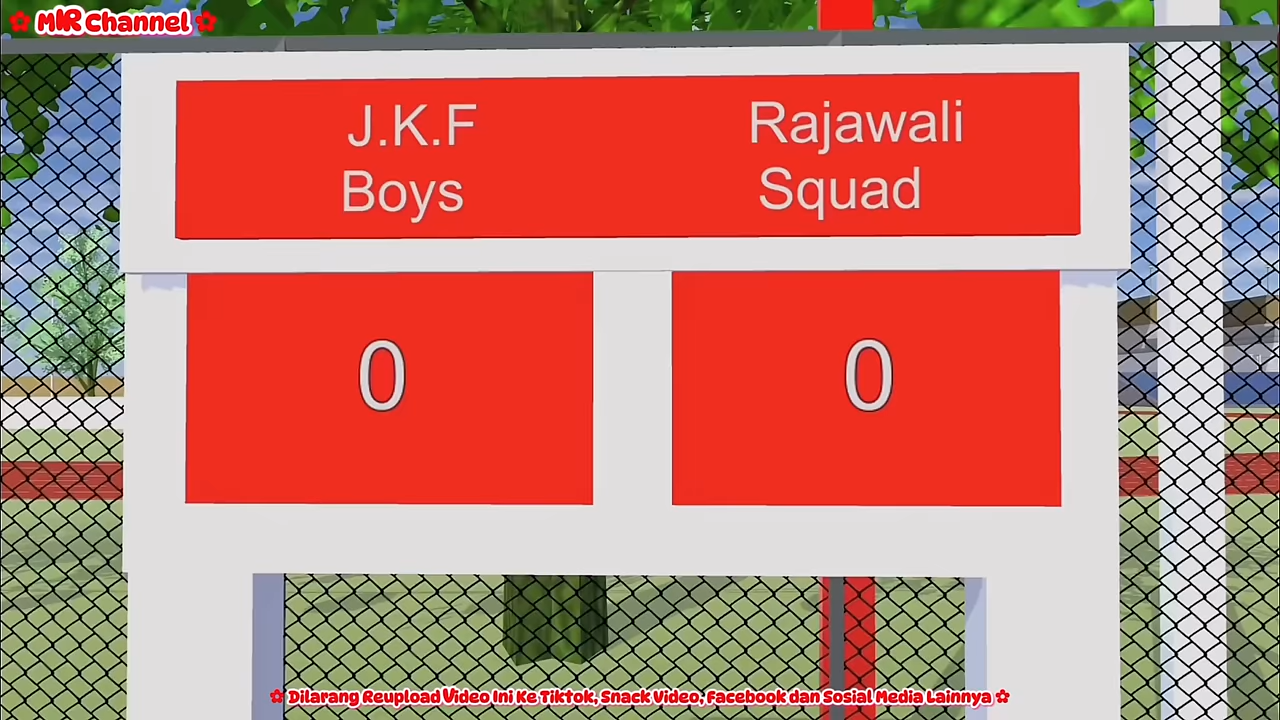 MIR Channel
J.K.F
Boys
Rajawali
Squad
0
0
Dilarang Reupload Video Ini Ke Tiktok, Snack Video, Facebook dan Sosial Media Lainnya